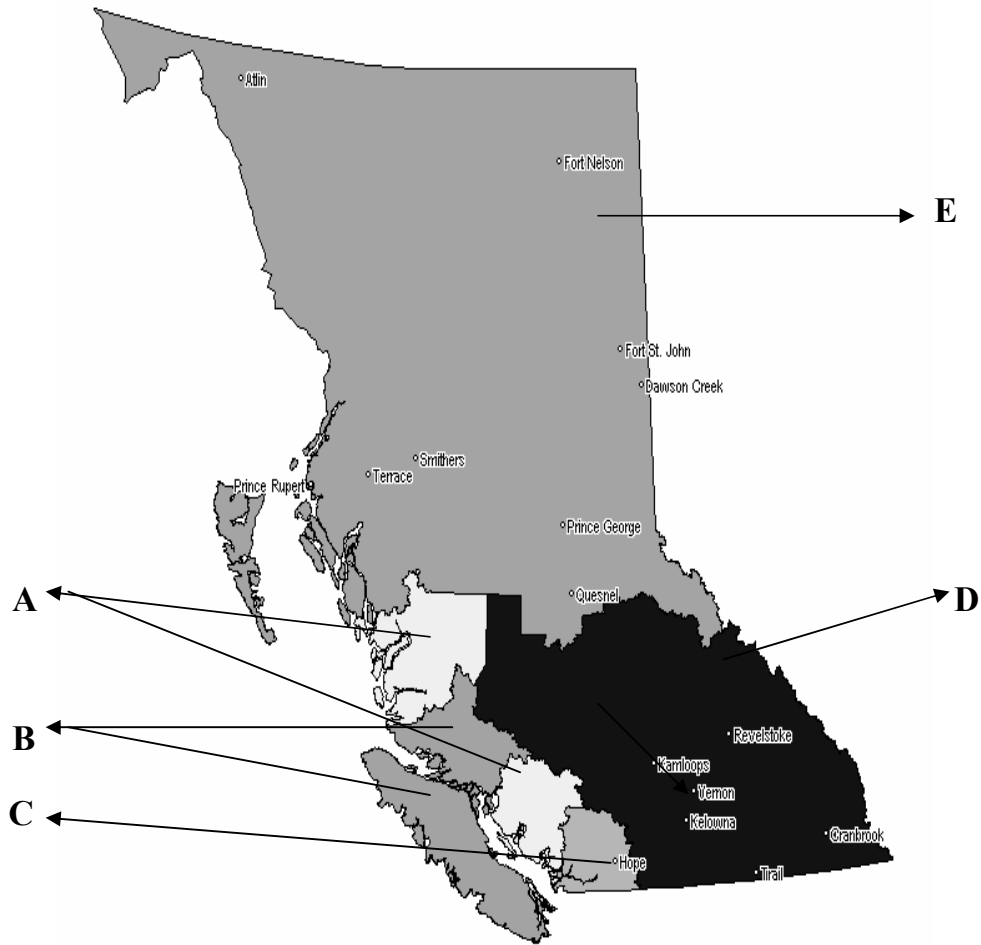 Atlin
Fort Nelson
E
Fort St. John
Dawson Creek
Smithers
Terrace
Prince Rupert
Prince George
A
Quesnel
D
B
Revelstoke
Kamloops
Vernon
C
Kelowna
Cranbrook
Hope
Trail